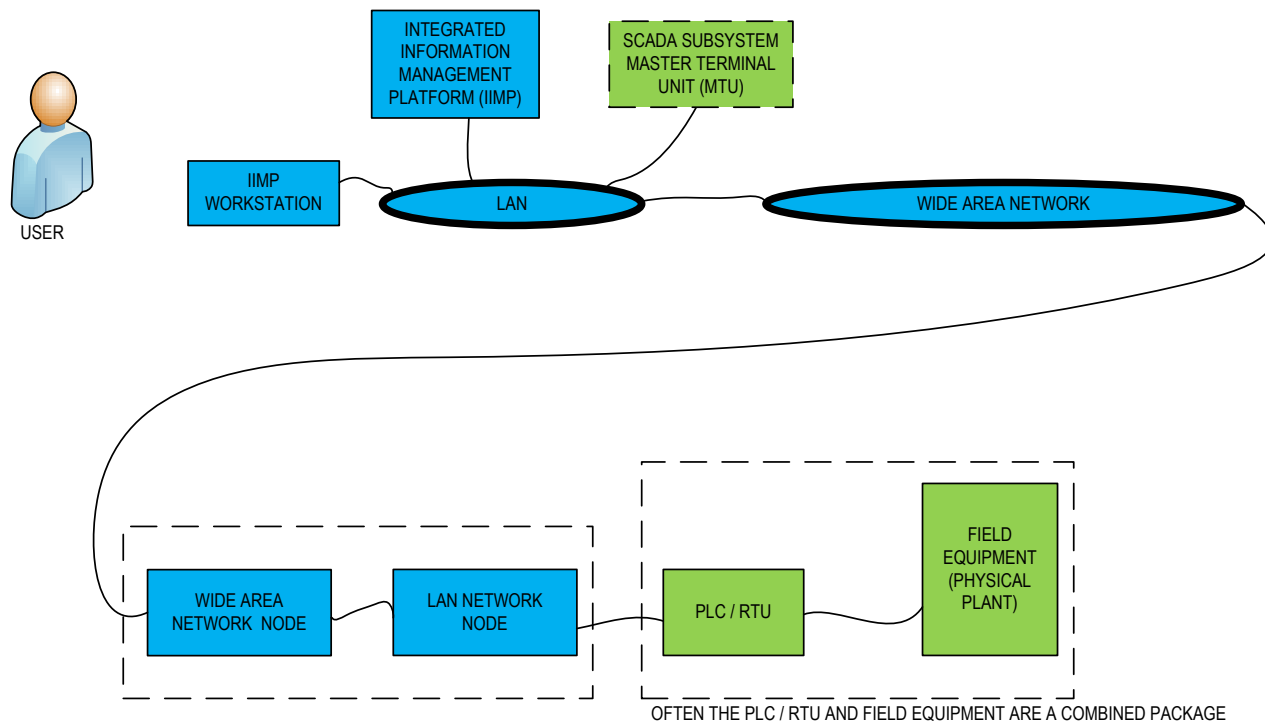 INTEGRATED
INFORMATION
MANAGEMENT
PLATFORM (IIMP)
SCADA SUBSYSTEM
MASTER TERMINAL
UNIT (MTU)
USER
IIMP
WORKSTATION
LAN
WIDE AREA NETWORK
WIDE AREA
NETWORK NODE
LAN NETWORK
NODE
PLC / RTU
FIELD
EQUIPMENT
(PHYSICAL
PLANT)
OFTEN THE PLC / RTU AND FIELD EQUIPMENT ARE A COMBINED PACKAGE